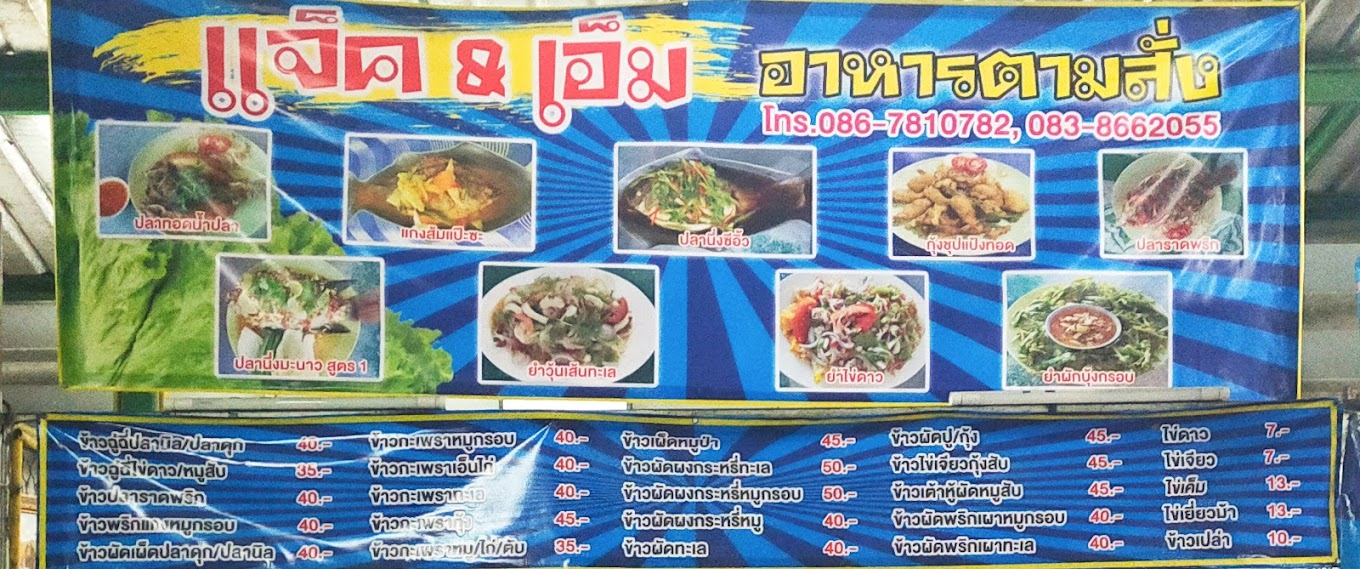 แจ็ค & เอ็ม อาหารตามสั่ง
โทร.086-7810782, 083-8662055
ปลาทอดน้ำปลา
แกงส้มแป๊ะซะ
ปลานึ่งซีอิ้ว
กุ้งชุปแป้งทอด
ปลาราดพริก
ปลานึ่งมะนาว สูตร 1
ยำวุ้นเส้นทะเล
ยำไข่ดาว
ยำผักบุ้งกรอบ
ข้าวฉู่ฉี่ปลานิล/ปลาดุก 40.-
ข้าวฉู่ฉี่ไข่ดาว/หมูสับ 35.-
ข้าวปลาราดพริก 40.-
ข้าวพริกแกงหมูกรอบ 40.-
ข้าวผัดเผ็ดปลาดุก/ปลานิล 40.-
ข้าวกะเพราหมูกรอบ 40.-
ข้าวกะเพราเอ็นไก่ 40.-
ข้าวกะเพราทะเล 40.-
ข้าวกะเพรากุ้ง 45.-
ข้าวกะเพราหมู/ไก่/ตับ 35.-
ข้าวเผ็ดหมูป่า 45.-
ข้าวผัดผงกระหรี่ทะเล 50.-
ข้าวผัดผงกระหรี่หมูกรอบ 50.-
ข้าวผัดผงกระหรี่หมู 40.-
ข้าวผัดทะเล 40.-
ข้าวผัดปู/กุ้ง 45.-
ข้าวไข่เจียวกุ้งสับ 45.-
ข้าวเต้าหู้ผัดหมูสับ 45.-
ข้าวผัดพริกเผาหมูกรอบ 40.-
ข้าวผัดพริกเผาทะเล 40.-
ไข่ดาว 7.-
ไข่เจียว 7.-
ไข่เค็ม 13.-
ไข่เยี่ยวม้า 13.-
ข้าวเปล่า 10.-